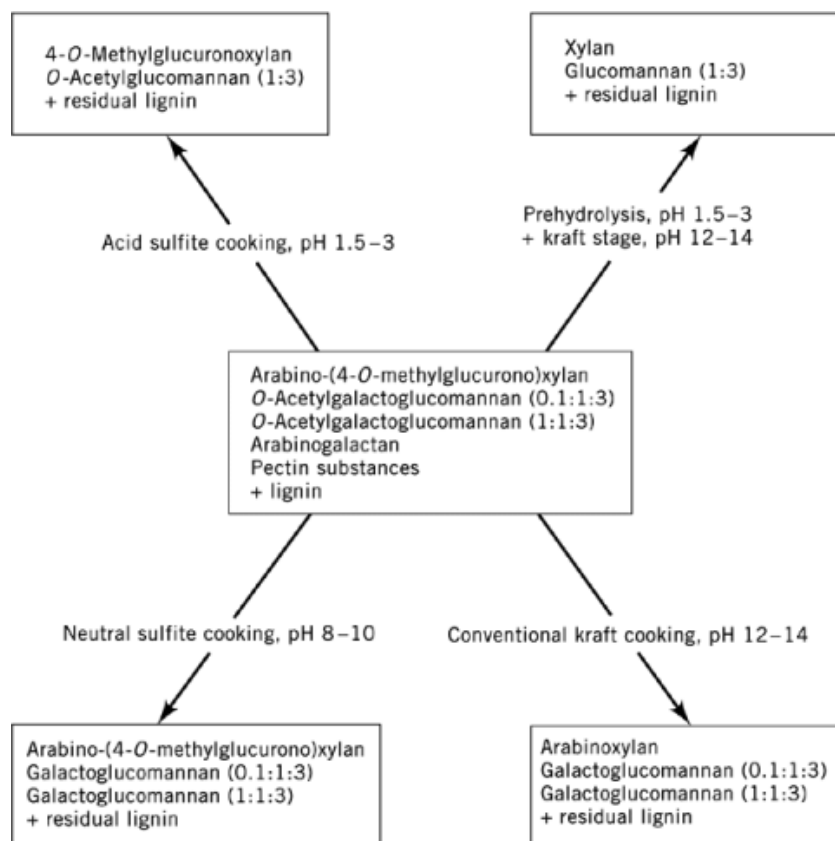 4-O-Methylglucuronoxylan
O-Acetylglucomannan (1:3)
+ residual lignin
Xylan
Glucomannan (1:3)
+ residual lignin
Acid sulfite cooking, pH 1.5–3
Prehydrolysis, pH 1.5–3
+ kraft stage, pH 12–14
Arabino-(4-O-methylglucurono)xylan
O-Acetylgalactoglucomannan (0.1:1:3)
O-Acetylgalactoglucomannan (1:1:3)
Arabinogalactan
Pectin substances
+ lignin
Neutral sulfite cooking, pH 8–10
Conventional kraft cooking, pH 12–14
Arabino-(4-O-methylglucurono)xylan
Galactoglucomannan (0.1:1:3)
Galactoglucomannan (1:1:3)
+ residual lignin
Arabinoxylan
Galactoglucomannan (0.1:1:3)
Galactoglucomannan (1:1:3)
+ residual lignin